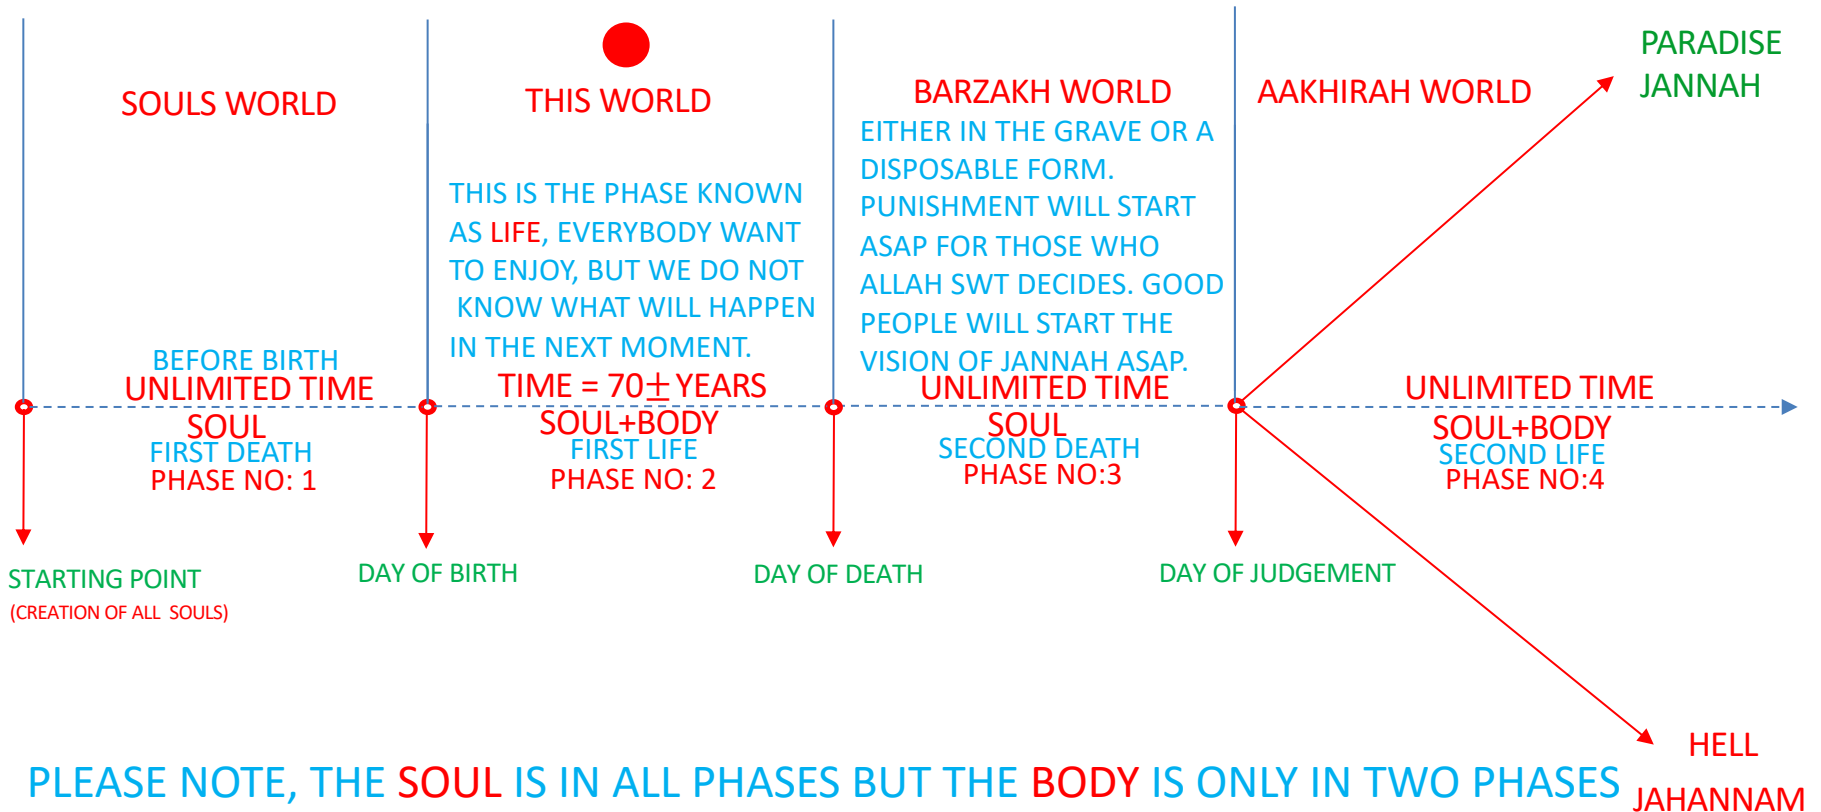 SOULS WORLD
BEFORE BIRTH
UNLIMITED TIME
SOUL
FIRST DEATH
PHASE NO: 1
STARTING POINT
(CREATION OF ALL SOULS)
THIS WORLD
THIS IS THE PHASE KNOWN
AS LIFE, EVERYBODY WANT
TO ENJOY, BUT WE DO NOT
KNOW WHAT WILL HAPPEN
IN THE NEXT MOMENT.
TIME = 70± YEARS
SOUL+BODY
FIRST LIFE
PHASE NO: 2
DAY OF BIRTH
BARZAKH WORLD
EITHER IN THE GRAVE OR A
DISPOSABLE FORM.
PUNISHMENT WILL START
ASAP FOR THOSE WHO
ALLAH SWT DECIDES. GOOD
PEOPLE WILL START THE
VISION OF JANNAH ASAP.
UNLIMITED TIME
SOUL
SECOND DEATH
PHASE NO:3
DAY OF DEATH
AAKHIRAH WORLD
PARADISE
JANNAH
UNLIMITED TIME
SOUL+BODY
SECOND LIFE
PHASE NO:4
DAY OF JUDGEMENT
HELL
JAHANNAM
PLEASE NOTE, THE SOUL IS IN ALL PHASES BUT THE BODY IS ONLY IN TWO PHASES